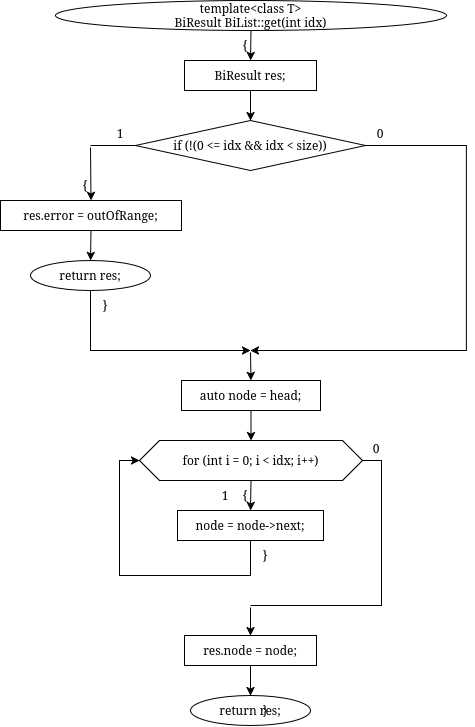 template<class T>
BiResult BiList::get(int idx)
{
BiResult res;
if (!(0 <= idx && idx < size))
1
0
{
res.error = outOfRange;
return res;
}
auto node = head;
for (int i = 0; i < idx; i++)
0
1
{
node = node->next;
}
res.node = node;
return res;
}